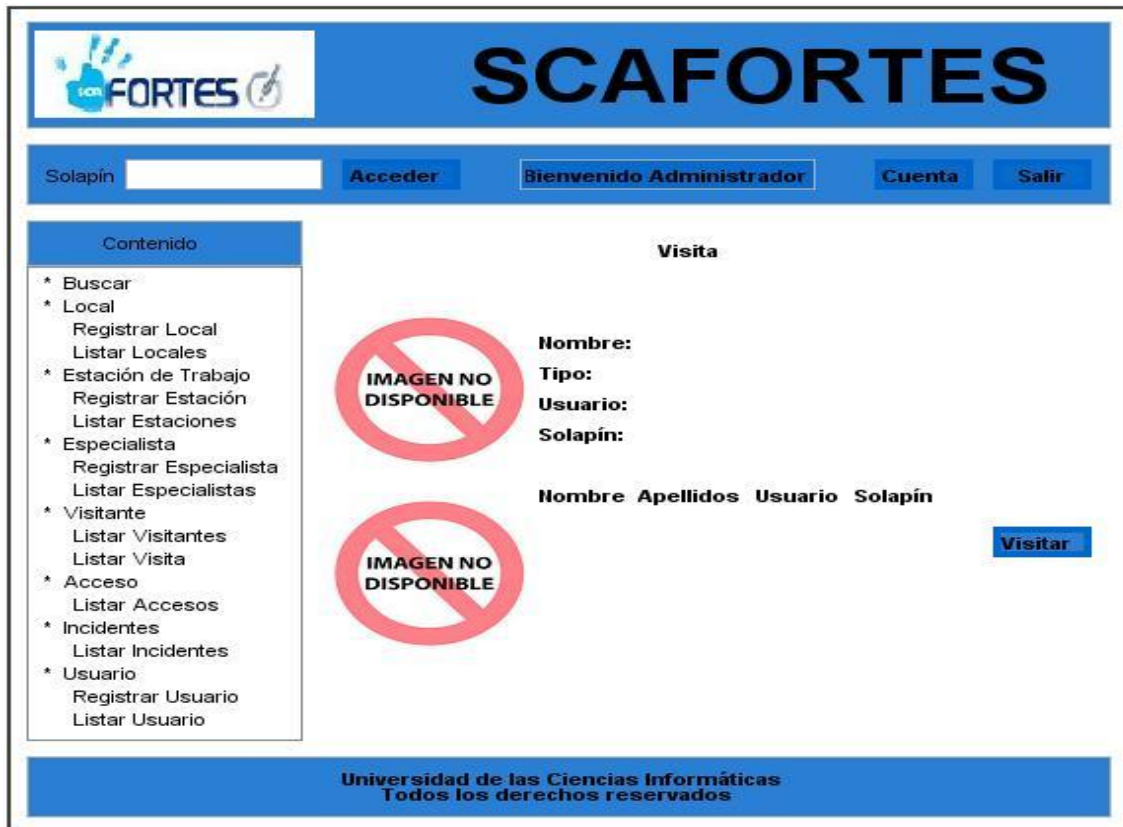 SCA FORTES
SCAFORTES
Solapín
Acceder
Bienvenido Administrador
Cuenta
Salir
Contenido
* Buscar
* Local
Registrar Local
Listar Locales
* Estación de Trabajo
Registrar Estación
Listar Estaciones
* Especialista
Registrar Especialista
Listar Especialistas
* Visitante
Listar Visitantes
Listar Visita
* Acceso
Listar Accesos
* Incidentes
Listar Incidentes
* Usuario
Registrar Usuario
Listar Usuario
Visita
IMAGEN NO
DISPONIBLE
Nombre:
Tipo:
Usuario:
Solapín:
IMAGEN NO
DISPONIBLE
Nombre Apellidos Usuario Solapín
Visitar
Universidad de las Ciencias Informáticas
Todos los derechos reservados